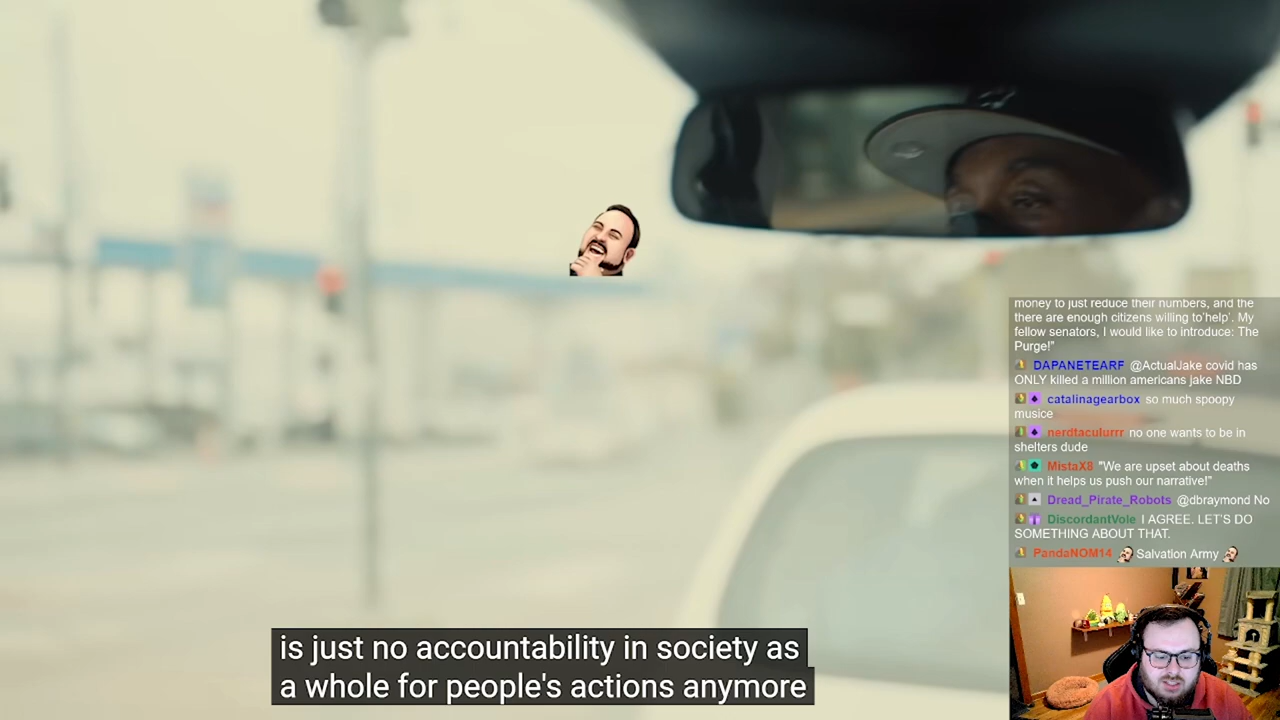 money to just reduce their numbers, and the
there are enough citizens willing to'help'. My
fellow senators, I would like to introduce: The
Purge!"
DAPANETEARF @ActualJake covid has
ONLY killed a million americans jake NBD
catalinagearbox so much spoopy
musice
nerdtaculurrr no one wants to be in
shelters dude
MistaX8 "We are upset about deaths
when it helps us push our narrative!"
Dread_Pirate_Robots @dbraymond No
DiscordantVole I AGREE. LET'S DO
SOMETHING ABOUT THAT.
PandaNOM14 Salvation Army
is just no accountability in society as
a whole for people's actions anymore